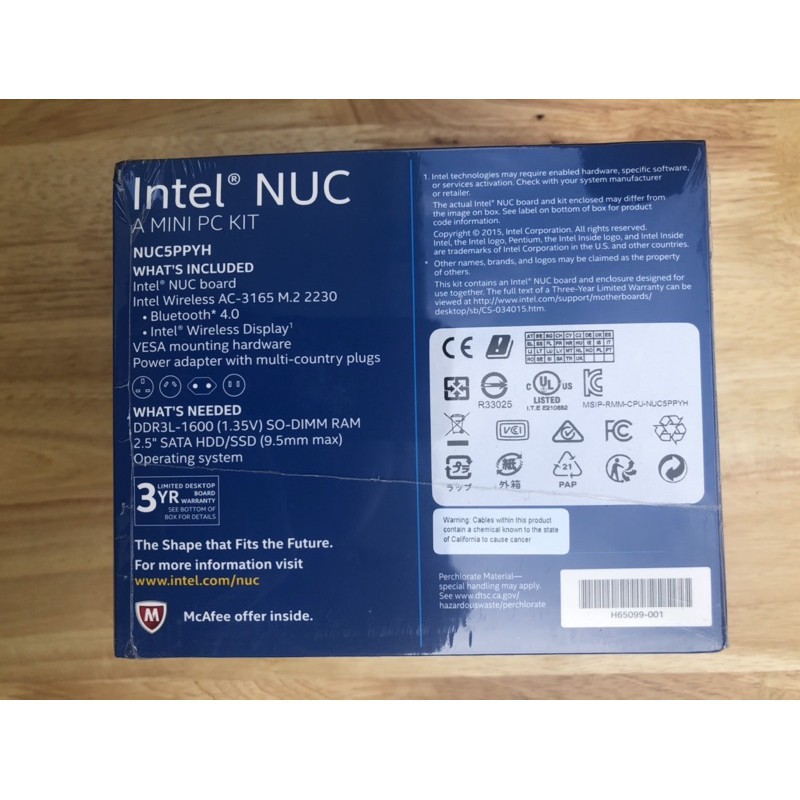 Intel® NUC
A MINI PC KIT
NUC5PPYH
WHAT'S INCLUDED
Intel® NUC board
Intel Wireless AC-3165 M.2 2230
• Bluetooth* 4.0
• Intel® Wireless Display¹
VESA mounting hardware
Power adapter with multi-country plugs
WHAT'S NEEDED
DDR3L-1600 (1.35V) SO-DIMM RAM
2.5" SATA HDD/SSD (9.5mm max)
Operating system
3 YR
LIMITED DESKTOP
BOARD
WARRANTY
SEE BOTTOM OF
BOX FOR DETAILS
The Shape that Fits the Future.
For more information visit
www.intel.com/nuc
McAfee offer inside.
1. Intel technologies may require enabled hardware, specific software,
or services activation. Check with your system manufacturer
or retailer.
The actual Intel® NUC board and kit enclosed may differ from
the image on box. See label on bottom of box for product
code information.
Copyright © 2015, Intel Corporation. All rights reserved.
Intel, the Intel logo, Pentium, the Intel Inside logo, and Intel Inside
are trademarks of Intel Corporation in the U.S. and other countries.
* Other names, brands, and logos may be claimed as the property
of others.
This kit contains an Intel® NUC board and enclosure designed for
use together. The full text of a Three-Year Limited Warranty can be
viewed at http://www.intel.com/support/motherboards/
desktop/sb/CS-034015.htm.
CE
R33025
C UL US
LISTED
I.T.E E210882
MSIP-RMM-CPU-NUC5PPYH
VCCI
FC
プラ
ラップ
紙
外箱
21
PAP
Warning: Cables within this product
contain a chemical known to the state
of California to cause cancer
Perchlorate Material—
special handling may apply.
See www.dtsc.ca.gov/
hazardouswaste/perchlorate
H65099-001